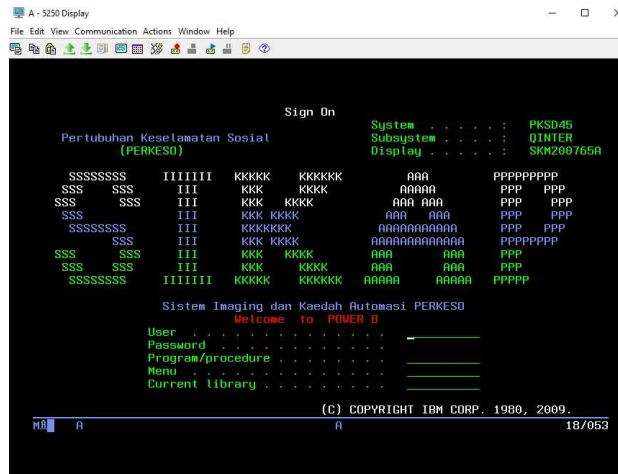 A - 5250 Display
File Edit View Communication Actions Window Help
Sign On
System . . . . . : PKSD45
Pertubuhan Keselamatan Sosial Subsystem . . . . : QINTER
(PERKESO) Display . . . . . : SKM200765A
SSSSSSSS IIIIIII KKKKK KKKKKK AAA PPPPPPPPP
SSS SSS III KKK KKKK AAAAA PPP PPP
SSS SSS III KKK KKKK AAA AAA PPP PPP
SSS III KKK KKKK AAA AAA PPP PPP
SSSSSSSS III KKKKKKK AAAAAAAAAAA PPP PPP
SSS III KKK KKKK AAAAAAAAAAAAA PPPPPPPP
SSS SSS III KKK KKKK AAA AAA PPP
SSS SSS III KKK KKKK AAA AAA PPP
SSSSSSSS IIIIIII KKKKK KKKKKK AAAAA AAAAA PPPPP
Sistem Imaging dan Kaedah Automasi PERKESO
Welcome to POWER 8
User . . . . . . . . . . . . . .
Password . . . . . . . . . . . .
Program/procedure . . . . . . . .
Menu . . . . . . . . . . . . . .
Current library . . . . . . . . .
(C) COPYRIGHT IBM CORP. 1980, 2009.
A A 18/053